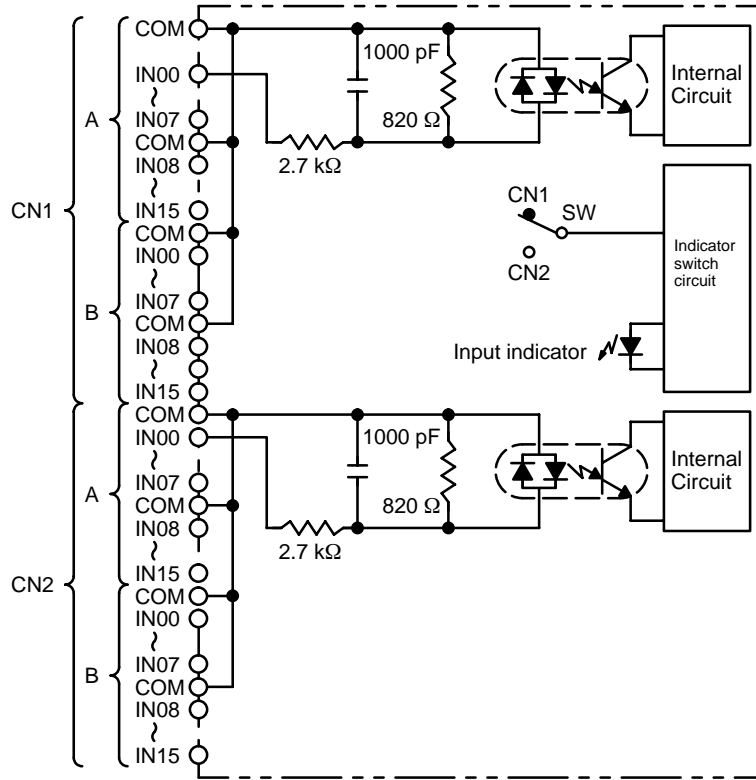 CN1
A
COM
IN00
~
IN07
COM
IN08
~
IN15
B
COM
IN00
~
IN07
COM
IN08
~
IN15
1000 pF
820 Ω
2.7 kΩ
Internal
Circuit
CN1
SW
CN2
Indicator
switch
circuit
Input indicator
CN2
A
COM
IN00
~
IN07
COM
IN08
~
IN15
B
COM
IN00
~
IN07
COM
IN08
~
IN15
1000 pF
820 Ω
2.7 kΩ
Internal
Circuit